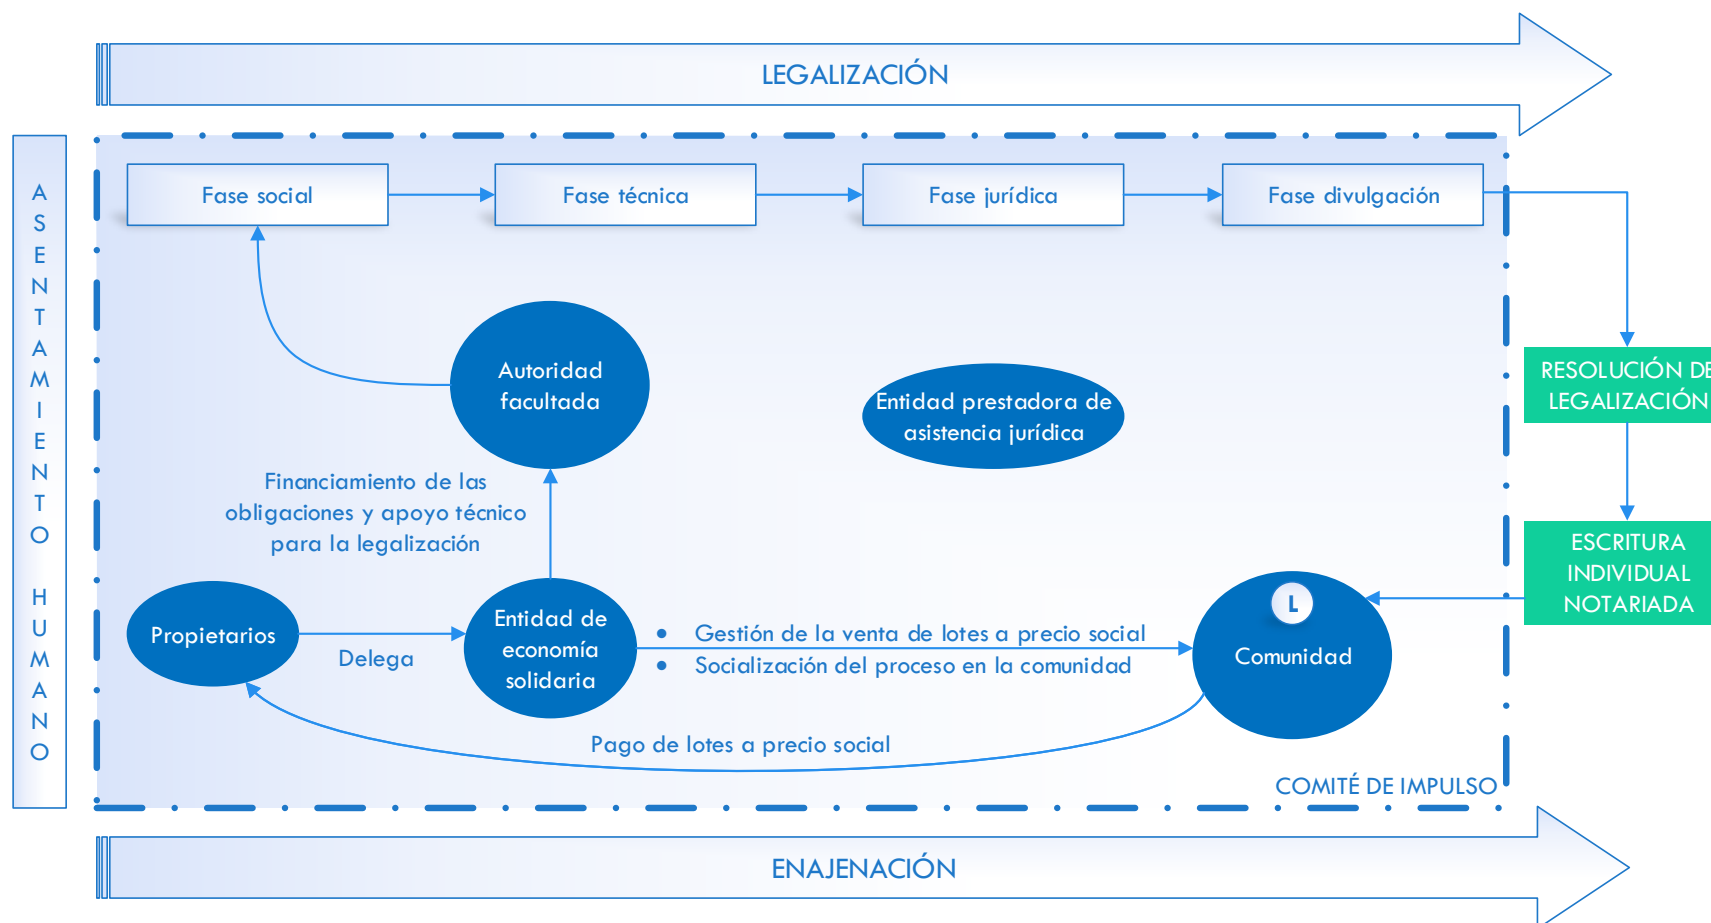 LEGALIZACIÓN
ASENTAMIENTO HUMANO
Fase social
Fase técnica
Fase jurídica
Fase divulgación
Autoridad
facultada
Entidad prestadora de
asistencia jurídica
RESOLUCIÓN DE
LEGALIZACIÓN
Financiamiento de las
obligaciones y apoyo técnico
para la legalización
ESCRITURA
INDIVIDUAL
NOTARIADA
Propietarios
Delega
Entidad de
economía
solidaria
• Gestión de la venta de lotes a precio social
• Socialización del proceso en la comunidad
L
Comunidad
Pago de lotes a precio social
COMITÉ DE IMPULSO
ENAJENACIÓN